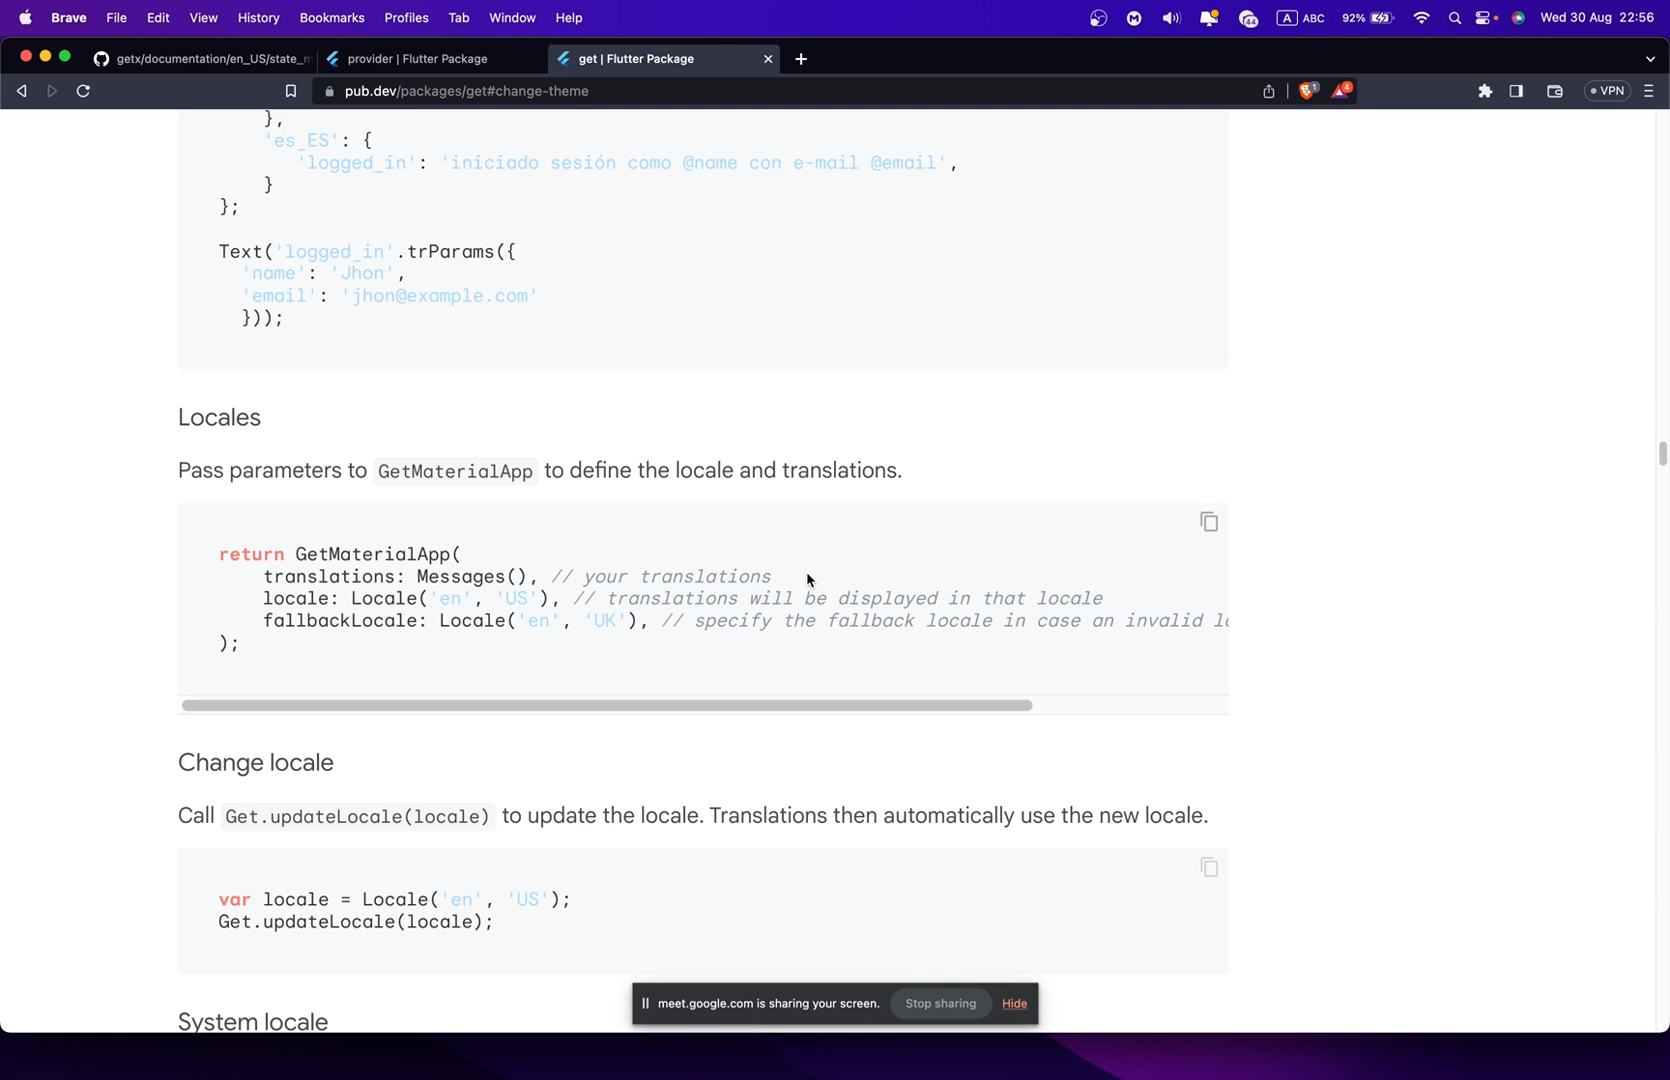 Brave File Edit View History Bookmarks Profiles Tab Window Help 44 A ABC 92% Wed 30 Aug 22:56
getx/documentation/en_US/state_m provider | Flutter Package get | Flutter Package
pub.dev/packages/get#change-theme 1 4 VPN
},
'es_ES': {
'logged_in': 'iniciado sesión como @name con e-mail @email',
}
};
Text('logged_in'.trParams({
'name': 'Jhon',
'email': 'jhon@example.com'
}));
Locales
Pass parameters to GetMaterialApp to define the locale and translations.
return GetMaterialApp(
translations: Messages(), // your translations
locale: Locale('en', 'US'), // translations will be displayed in that locale
fallbackLocale: Locale('en', 'UK'), // specify the fallback locale in case an invalid lo
);
Change locale
Call Get.updateLocale(locale) to update the locale. Translations then automatically use the new locale.
var locale = Locale('en', 'US');
Get.updateLocale(locale);
meet.google.com is sharing your screen. Stop sharing Hide
System locale